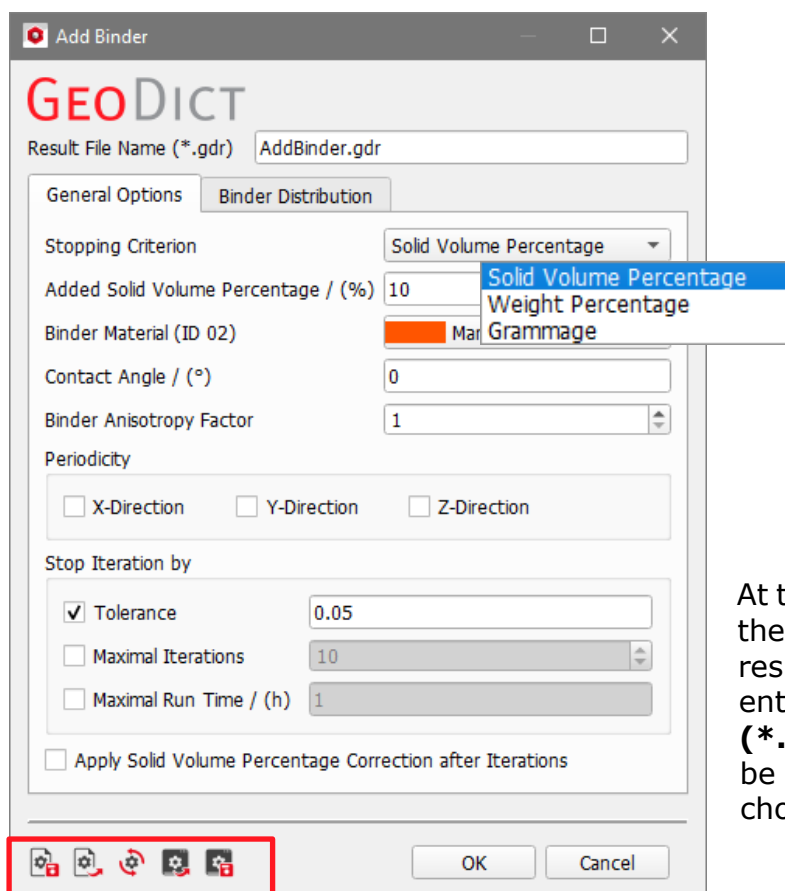 Add Binder
GEODICT
Result File Name (*.gdr) AddBinder.gdr
General Options Binder Distribution
Stopping Criterion Solid Volume Percentage
Solid Volume Percentage
Weight Percentage
Grammage
Added Solid Volume Percentage / (%) 10
Binder Material (ID 02)
Contact Angle / (°) 0
Binder Anisotropy Factor 1
Periodicity
X-Direction Y-Direction Z-Direction
Stop Iteration by
Tolerance 0.05
Maximal Iterations 10
Maximal Run Time / (h) 1
Apply Solid Volume Percentage Correction after Iterations
OK Cancel
At
the
be